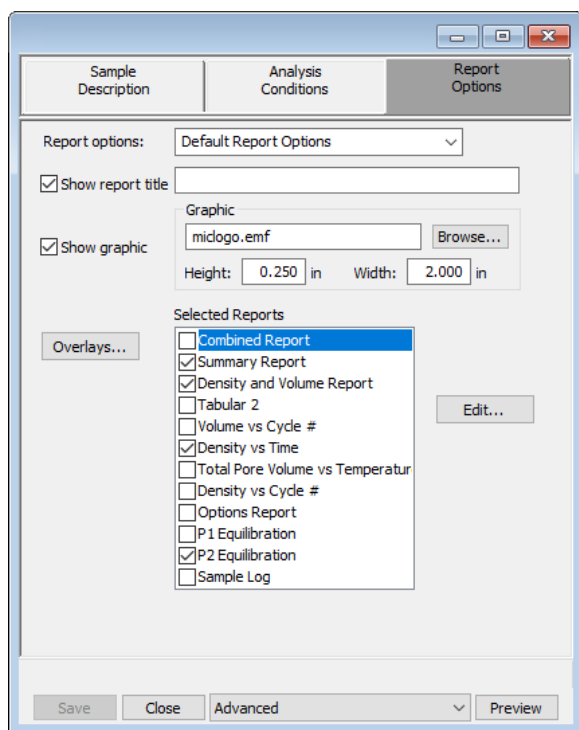 Sample
Description
Analysis
Conditions
Report
Options
Report options:
Default Report Options
Show report title
Graphic
Show graphic
miclogo.emf
Browse...
Height:
0.250
in
Width:
2.000
in
Selected Reports
Overlays...
Combined Report
Summary Report
Density and Volume Report
Tabular 2
Volume vs Cycle #
Density vs Time
Total Pore Volume vs Temperatur
Density vs Cycle #
Options Report
P1 Equilibration
P2 Equilibration
Sample Log
Edit...
Save
Close
Advanced
Preview